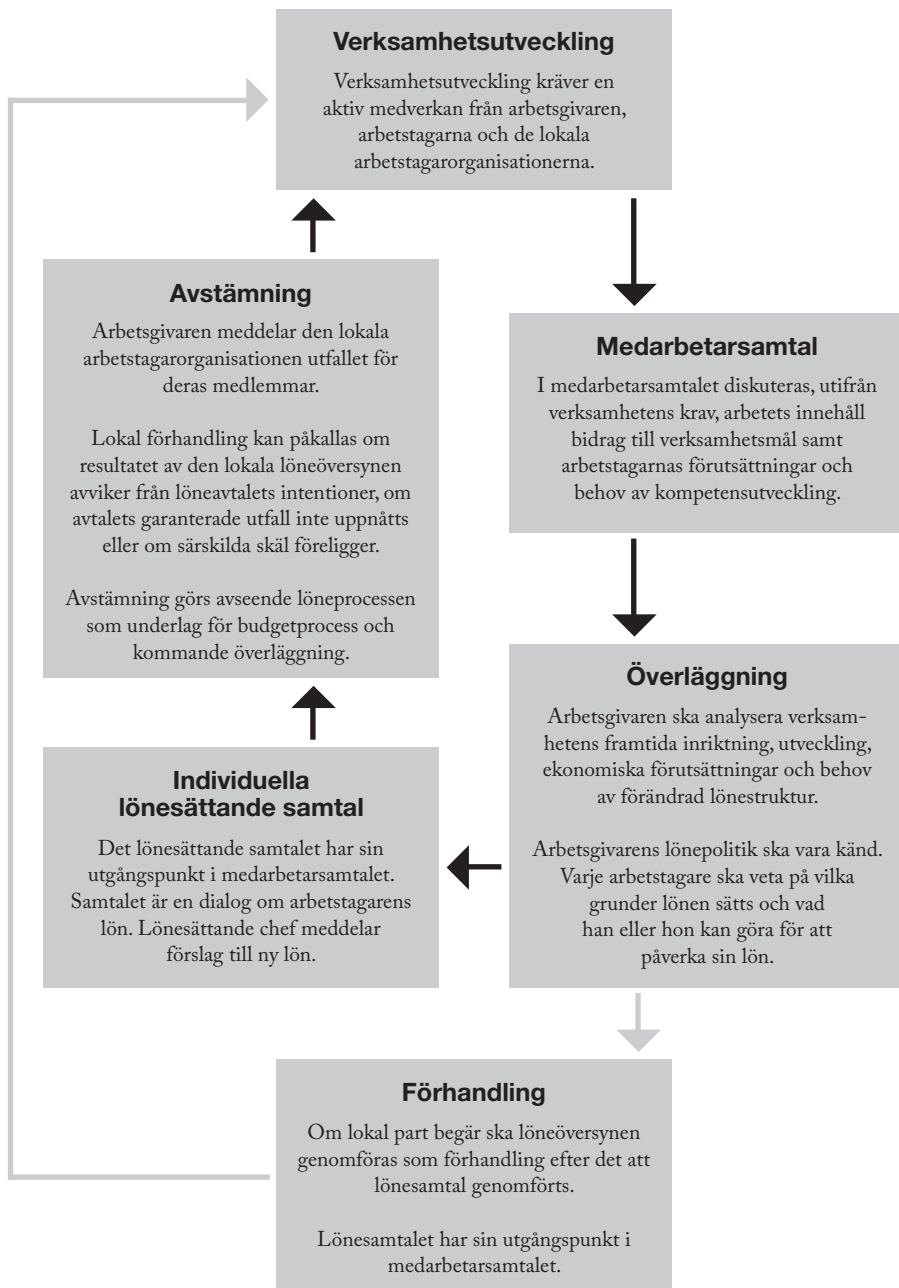 Verksamhetsutveckling
Verksamhetsutveckling kräver en
aktiv medverkan från arbetsgivaren,
arbetstagarna och de lokala
arbetstagarorganisationerna.
Medarbetarsamtal
I medarbetarsamtalet diskuteras, utifrån
verksamhetens krav, arbetets innehåll
bidrag till verksamhetsmål samt
arbetstagarnas förutsättningar och
behov av kompetensutveckling.
Överläggning
Arbetsgivaren ska analysera verksam-
hetens framtida inriktning, utveckling,
ekonomiska förutsättningar och behov
av förändrad lönestruktur.
Arbetsgivarens lönepolitik ska vara känd.
Varje arbetstagare ska veta på vilka
grunder lönen sätts och vad
han eller hon kan göra för att
påverka sin lön.
Individuella
lönesättande samtal
Det lönesättande samtalet har sin
utgångspunkt i medarbetarsamtalet.
Samtalet är en dialog om arbetstagarens
lön. Lönesättande chef meddelar
förslag till ny lön.
Avstämning
Arbetsgivaren meddelar den lokala
arbetstagarorganisationen utfallet för
deras medlemmar.
Lokal förhandling kan påkallas om
resultatet av den lokala löneöversynen
avviker från löneavtalets intentioner, om
avtalets garanterade utfall inte uppnåtts
eller om särskilda skäl föreligger.
Avstämning görs avseende löneprocessen
som underlag för budgetprocess och
kommande överläggning.
Förhandling
Om lokal part begär ska löneöversynen
genomföras som förhandling efter det att
lönesamtal genomförts.
Lönesamtalet har sin utgångspunkt i
medarbetarsamtalet.